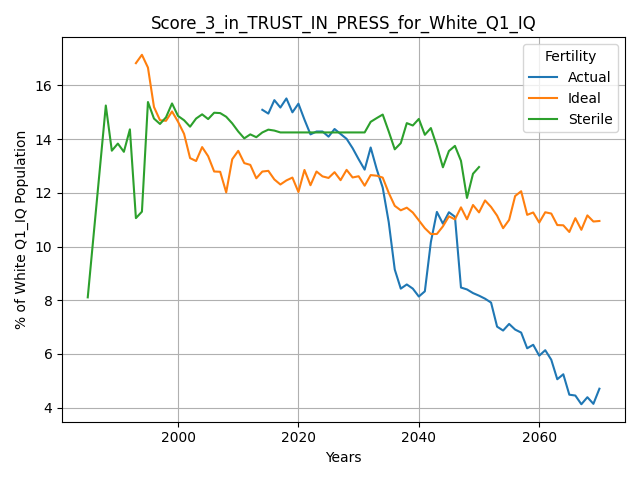 Score_3_in_TRUST_IN_PRESS_for_White_Q1_IQ
Fertility
Actual
Ideal
Sterile
% of White Q1_IQ Population
16
14
12
10
8
6
4
2000
2020
2040
2060
Years